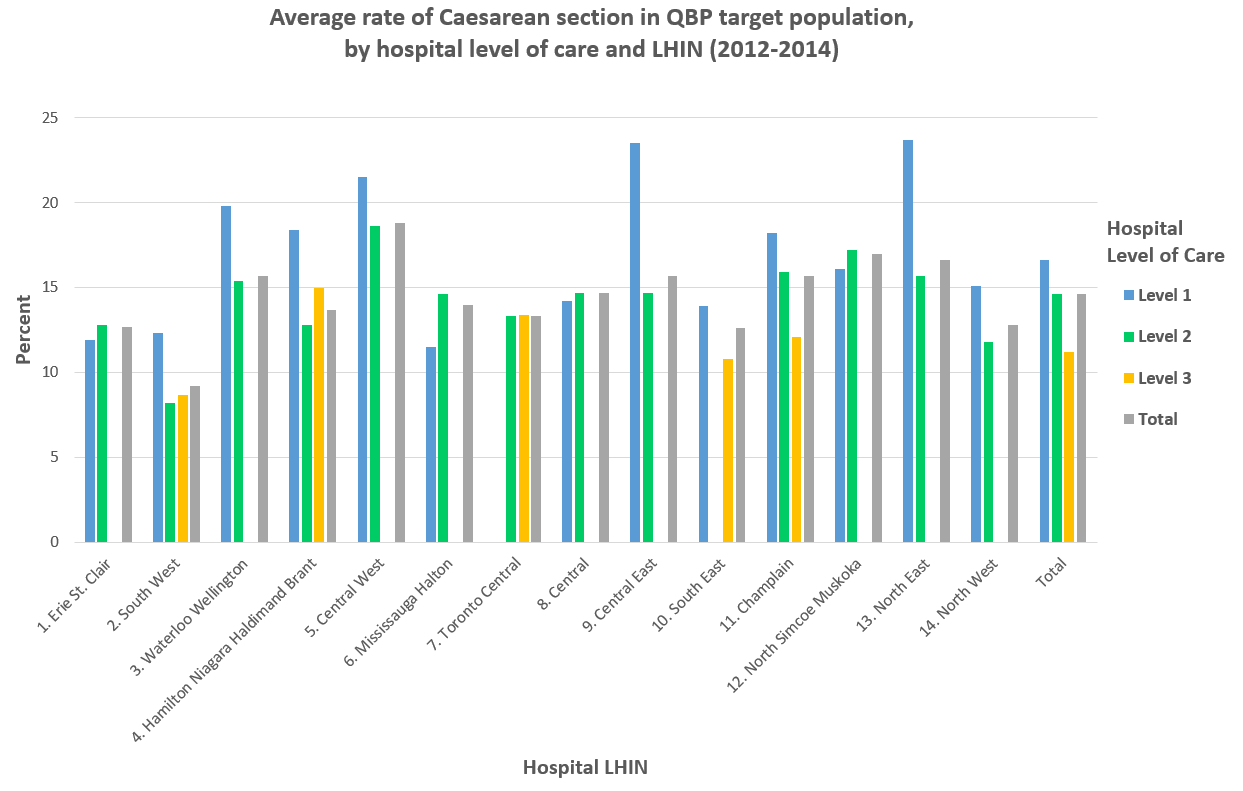 Average rate of Caesarean section in QBP target population,
by hospital level of care and LHIN (2012-2014)
25
20
15
10
5
0
Percent
1. Erie St. Clair
2. South West
3. Waterloo Wellington
4. Hamilton Niagara Haldimand Brant
5. Central West
6. Mississauga Halton
7. Toronto Central
8. Central
9. Central East
10. South East
11. Champlain
12. North Simcoe Muskoka
13. North East
14. North West
Total
Hospital LHIN
Hospital
Level of Care
Level 1
Level 2
Level 3
Total